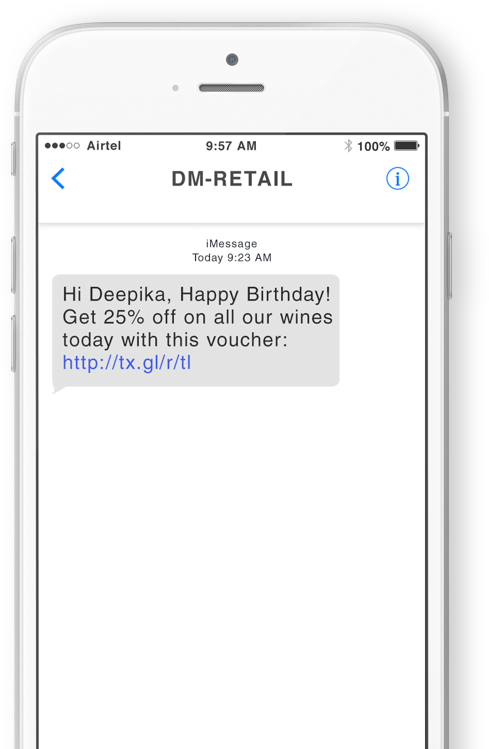 Airtel 9:57 AM 100%
DM-RETAIL
iMessage
Today 9:23 AM
Hi Deepika, Happy Birthday!
Get 25% off on all our wines
today with this voucher:
http://tx.gl/r/tl